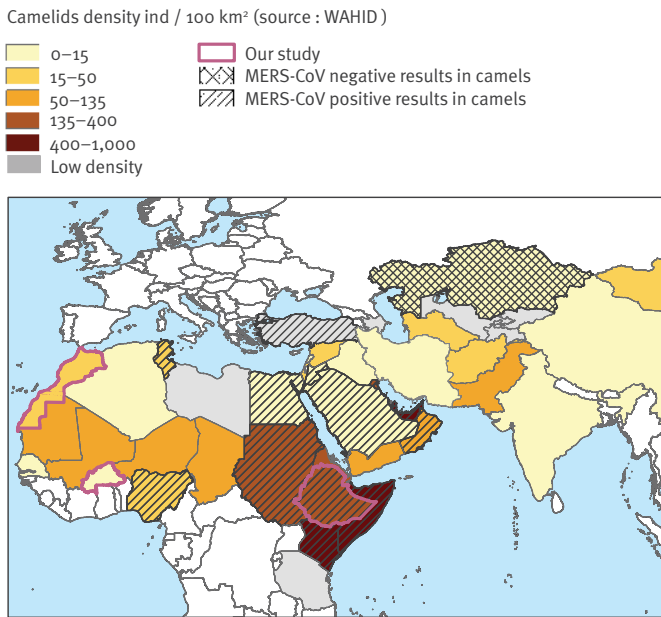 Camelids density ind / 100 km² (source : WAHID )
0–15
15–50
50–135
135–400
400–1,000
Low density
Our study
MERS-CoV negative results in camels
MERS-CoV positive results in camels